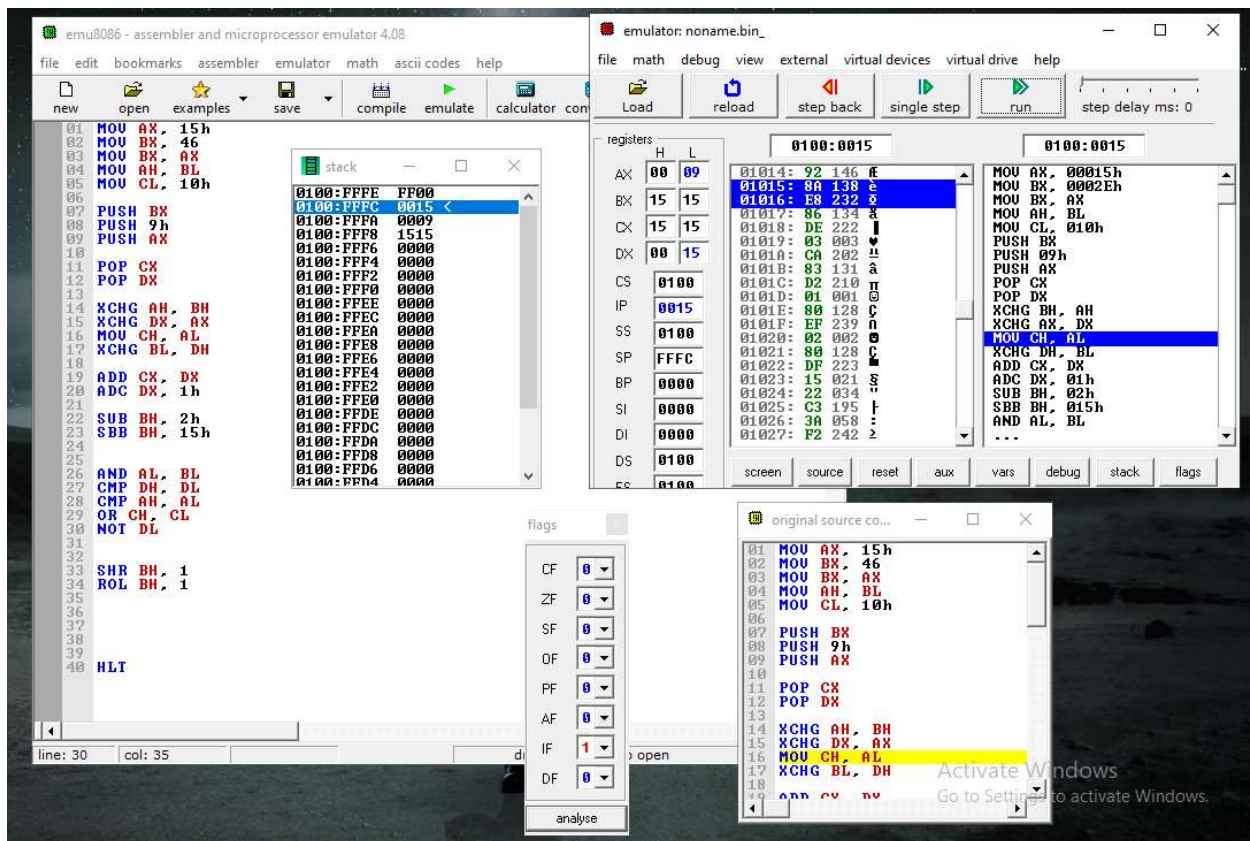 emu8086 - assembler and microprocessor emulator 4.08
file edit bookmarks assembler emulator math ascii codes help
new open examples save compile emulate calculator
01 MOV AX, 15h
02 MOV BX, 46
03 MOV BX, AX
04 MOV AH, BL
05 MOV CL, 10h
06
07 PUSH BX
08 PUSH 9h
09 PUSH AX
10
11 POP CX
12 POP DX
13
14 XCHG AH, BH
15 XCHG DX, AX
16 MOV CH, AL
17 XCHG BL, DH
18
19 ADD CX, DX
20 ADC DX, 1h
21
22 SUB BH, 2h
23 SBB BH, 15h
24
25
26 AND AL, BL
27 CMP DH, DL
28 CMP AH, AL
29 OR CH, CL
30 NOT DL
31
32
33 SHR BH, 1
34 ROL BH, 1
35
36
37
38
39
40 HLT
line: 30 col: 35
open
stack
0100:FFFE FF00
0100:FFFC 0015 <
0100:FFFA 0009
0100:FFF8 1515
0100:FFF6 0000
0100:FFF4 0000
0100:FFF2 0000
0100:FFF0 0000
0100:FFEE 0000
0100:FFEC 0000
0100:FFEA 0000
0100:FFE8 0000
0100:FFE6 0000
0100:FFE4 0000
0100:FFE2 0000
0100:FFE0 0000
0100:FFDE 0000
0100:FFDC 0000
0100:FFDA 0000
0100:FFD8 0000
0100:FFD6 0000
0100:FFD4 0000
emulator: noname.bin_
file math debug view external virtual devices virtual drive help
Load reload step back single step run step delay ms: 0
registers
H L
AX 00 09
BX 15 15
CX 15 15
DX 00 15
CS 0100
IP 0015
SS 0100
SP FFFC
BP 0000
SI 0000
DI 0000
DS 0100
ES 0100
0100:0015
01014: 92 146 Æ
01015: 8A 138 è
01016: E8 232 Φ
01017: 86 134 å
01018: DE 222 ▐
01019: 03 003 ♥
0101A: CA 202 ╩
0101B: 83 131 â
0101C: D2 210 ╥
0101D: 01 001 ☺
0101E: 80 128 Ç
0101F: EF 239 ∩
01020: 02 002 ☻
01021: 80 128 Ç
01022: DF 223 ▀
01023: 15 021 §
01024: 22 034 "
01025: C3 195 ├
01026: 3A 058 :
01027: F2 242 ≥
0100:0015
MOV AX, 00015h
MOV BX, 0002Eh
MOV BX, AX
MOV AH, BL
MOV CL, 010h
PUSH BX
PUSH 09h
PUSH AX
POP CX
POP DX
XCHG BH, AH
XCHG AX, DX
MOV CH, AL
XCHG DH, BL
ADD CX, DX
ADC DX, 01h
SUB BH, 02h
SBB BH, 015h
AND AL, BL
...
screen source reset aux vars debug stack flags
flags
CF 0
ZF 0
SF 0
OF 0
PF 0
AF 0
IF 1
DF 0
analyse
original source co...
01 MOV AX, 15h
02 MOV BX, 46
03 MOV BX, AX
04 MOV AH, BL
05 MOV CL, 10h
06
07 PUSH BX
08 PUSH 9h
09 PUSH AX
10
11 POP CX
12 POP DX
13
14 XCHG AH, BH
15 XCHG DX, AX
16 MOV CH, AL
17 XCHG BL, DH
18
19 ADD CX, DX
Activate Windows
Go to Settings to activate Windows.